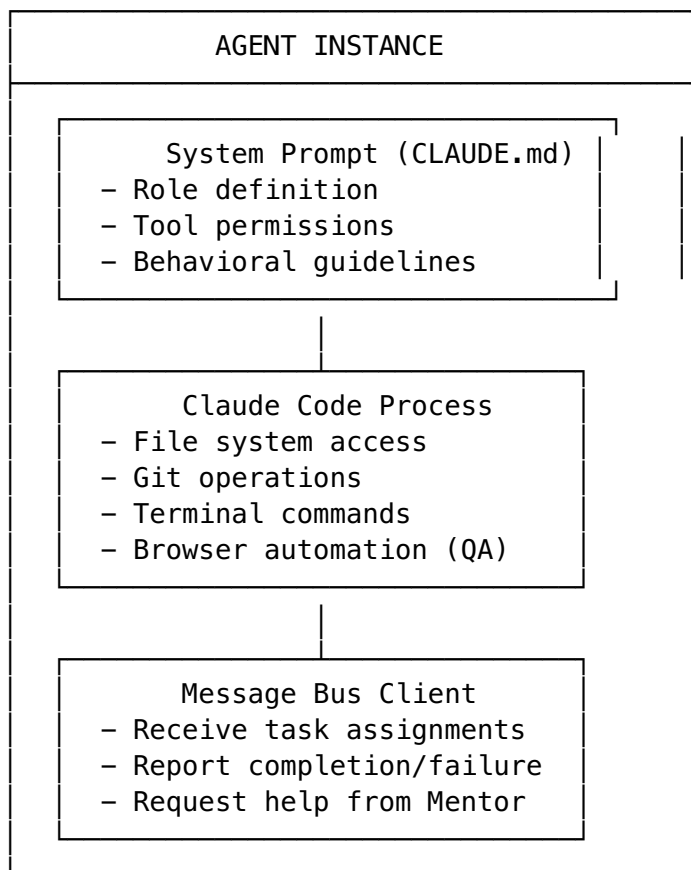 AGENT INSTANCE
System Prompt (CLAUDE.md)
- Role definition
- Tool permissions
- Behavioral guidelines
Claude Code Process
- File system access
- Git operations
- Terminal commands
- Browser automation (QA)
Message Bus Client
- Receive task assignments
- Report completion/failure
- Request help from Mentor